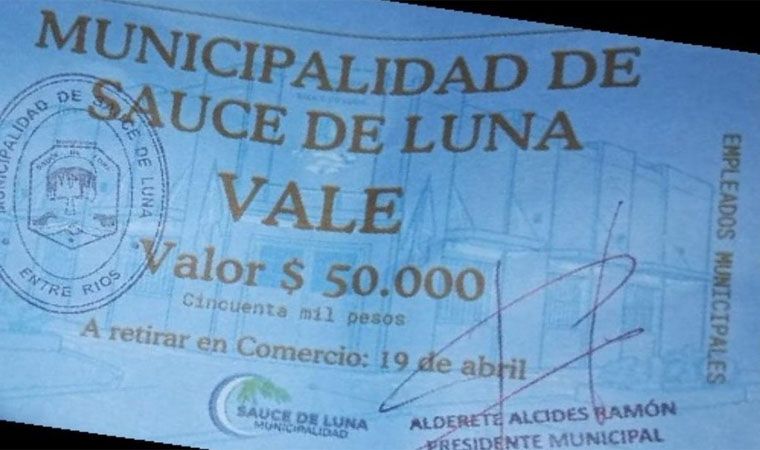 MUNICIPALIDAD DE
SAUCE DE LUNA
VALE
Valor $ 50.000
Cincuenta mil pesos
A retirar en Comercio: 19 de abril
MUNICIPALIDAD DE SAUCE DE LUNA
ENTRE RIOS
EMPLEADOS MUNICIPALES
SAUCE DE LUNA
MUNICIPALIDAD
ALDERETE ALCIDES RAMÓN
PRESIDENTE MUNICIPAL